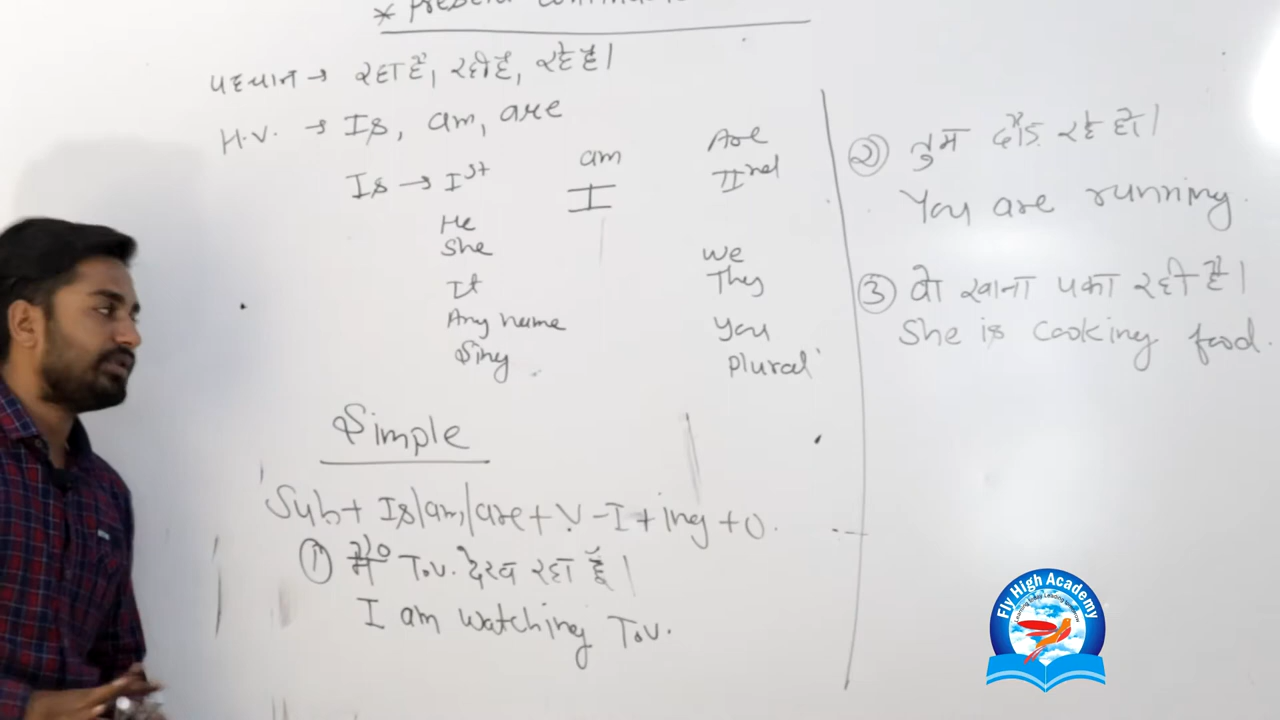 * Present Continuous
पहचान → रहा है, रही है, रहे हैं।
H.V. → Is, am, are
Is → Ist am Are
I IInd
He
She We
It They
Any name You
Sing Plural
Simple
Sub + Is/am/are + V-I + ing + O.
① मैं T.V. देख रहा हूँ।
I am watching T.V.
② तुम दौड़ रहे हो।
You are running.
③ वो खाना पका रही है।
She is cooking food.
Fly High Academy